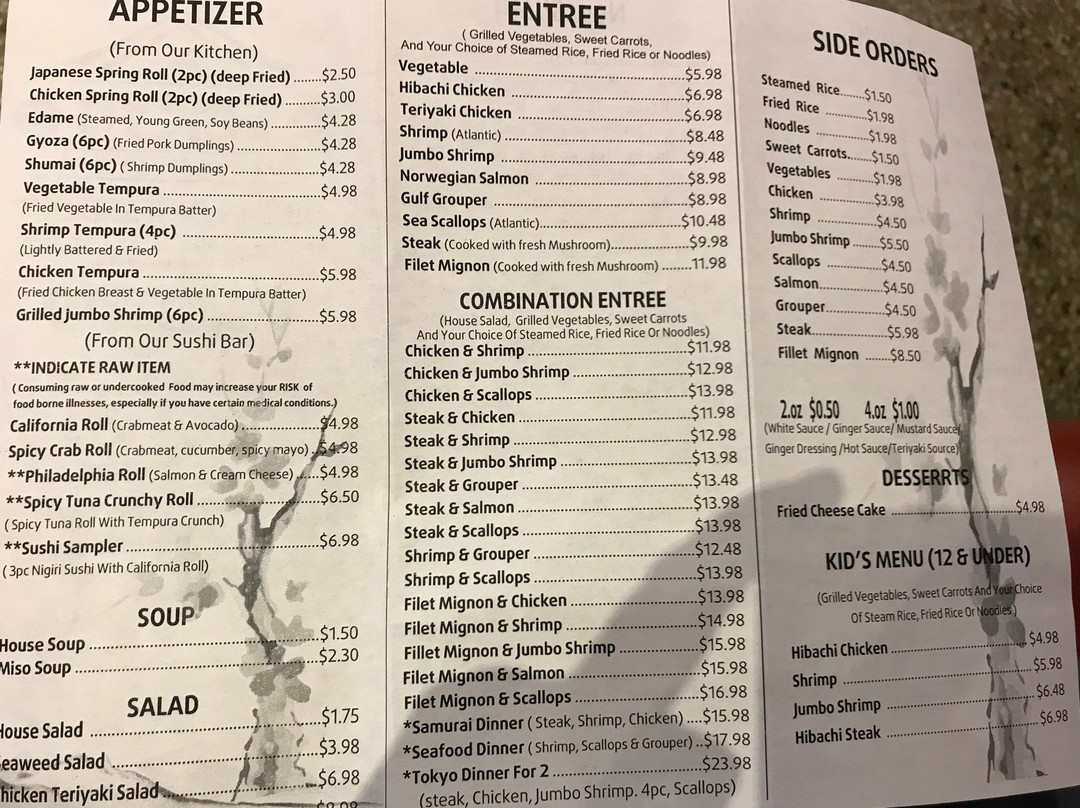 APPETIZER
(From Our Kitchen)
Japanese Spring Roll (2pc) (deep Fried) .......$2.50
Chicken Spring Roll (2pc) (deep Fried) ..........$3.00
Edame (Steamed, Young Green, Soy Beans) ..............$4.28
Gyoza (6pc) (Fried Pork Dumplings) ......................$4.28
Shumai (6pc) ( Shrimp Dumplings).......................$4.28
Vegetable Tempura ........................................$4.98
(Fried Vegetable In Tempura Batter)
Shrimp Tempura (4pc) ...................................$4.98
(Lightly Battered & Fried)
Chicken Tempura ............................................$5.98
(Fried Chicken Breast & Vegetable In Tempura Batter)
Grilled jumbo Shrimp (6pc) ............................$5.98
(From Our Sushi Bar)
**INDICATE RAW ITEM
( Consuming raw or undercooked Food may increase your RISK of
food borne illnesses, especially if you have certain medical conditions.)
California Roll (Crabmeat & Avocado) ...................$4.98
Spicy Crab Roll (Crabmeat, cucumber, spicy mayo) ..$4.98
**Philadelphia Roll (Salmon & Cream Cheese)......$4.98
**Spicy Tuna Crunchy Roll ..............................$6.50
( Spicy Tuna Roll With Tempura Crunch)
**Sushi Sampler................................................$6.98
( 3pc Nigiri Sushi With California Roll)
SOUP
House Soup ......................................................$1.50
Miso Soup ..........................................................$2.30
SALAD
House Salad ......................................................$1.75
eaweed Salad ..................................................$3.98
hicken Teriyaki Salad......................................$6.98
ENTREE
( Grilled Vegetables, Sweet Carrots,
And Your Choice of Steamed Rice, Fried Rice or Noodles)
Vegetable ..................................................$5.98
Hibachi Chicken .........................................$6.98
Teriyaki Chicken ........................................$6.98
Shrimp (Atlantic)..........................................$8.48
Jumbo Shrimp ...........................................$9.48
Norwegian Salmon ....................................$8.98
Gulf Grouper .............................................$8.98
Sea Scallops (Atlantic)..................................$10.48
Steak (Cooked with fresh Mushroom)...................$9.98
Filet Mignon (Cooked with fresh Mushroom) ........11.98
COMBINATION ENTREE
(House Salad, Grilled Vegetables, Sweet Carrots
And Your Choice Of Steamed Rice, Fried Rice Or Noodles)
Chicken & Shrimp .......................................$11.98
Chicken & Jumbo Shrimp .............................$12.98
Chicken & Scallops .....................................$13.98
Steak & Chicken .........................................$11.98
Steak & Shrimp ..........................................$12.98
Steak & Jumbo Shrimp ................................$13.98
Steak & Grouper .........................................$13.48
Steak & Salmon ..........................................$13.98
Steak & Scallops .........................................$13.98
Shrimp & Grouper .......................................$12.48
Shrimp & Scallops .......................................$13.98
Filet Mignon & Chicken ................................$13.98
Filet Mignon & Shrimp .................................$14.98
Fillet Mignon & Jumbo Shrimp .....................$15.98
Filet Mignon & Salmon ................................$15.98
Filet Mignon & Scallops ...............................$16.98
*Samurai Dinner ( Steak, Shrimp, Chicken) ....$15.98
*Seafood Dinner ( Shrimp, Scallops & Grouper) ..$17.98
*Tokyo Dinner For 2 ....................................$23.98
(steak, Chicken, Jumbo Shrimp. 4pc, Scallops)
SIDE ORDERS
Steamed Rice........$1.50
Fried Rice .............$1.98
Noodles ................$1.98
Sweet Carrots........$1.50
Vegetables ............$1.98
Chicken .................$3.98
Shrimp ..................$4.50
Jumbo Shrimp .......$5.50
Scallops ................$4.50
Salmon..................$4.50
Grouper.................$4.50
Steak.....................$5.98
Fillet Mignon .......$8.50
2.oz $0.50 4.oz $1.00
(White Sauce / Ginger Sauce/ Mustard Sauce/
Ginger Dressing /Hot Sauce/Teriyaki Source)
DESSERRTS
Fried Cheese Cake ......................................$4.98
KID'S MENU (12 & UNDER)
(Grilled Vegetables, Sweet Carrots And Your Choice
Of Steam Rice, Fried Rice Or Noodles )
Hibachi Chicken ....................................$4.98
Shrimp ..................................................$5.98
Jumbo Shrimp .......................................$6.48
Hibachi Steak ........................................$6.98